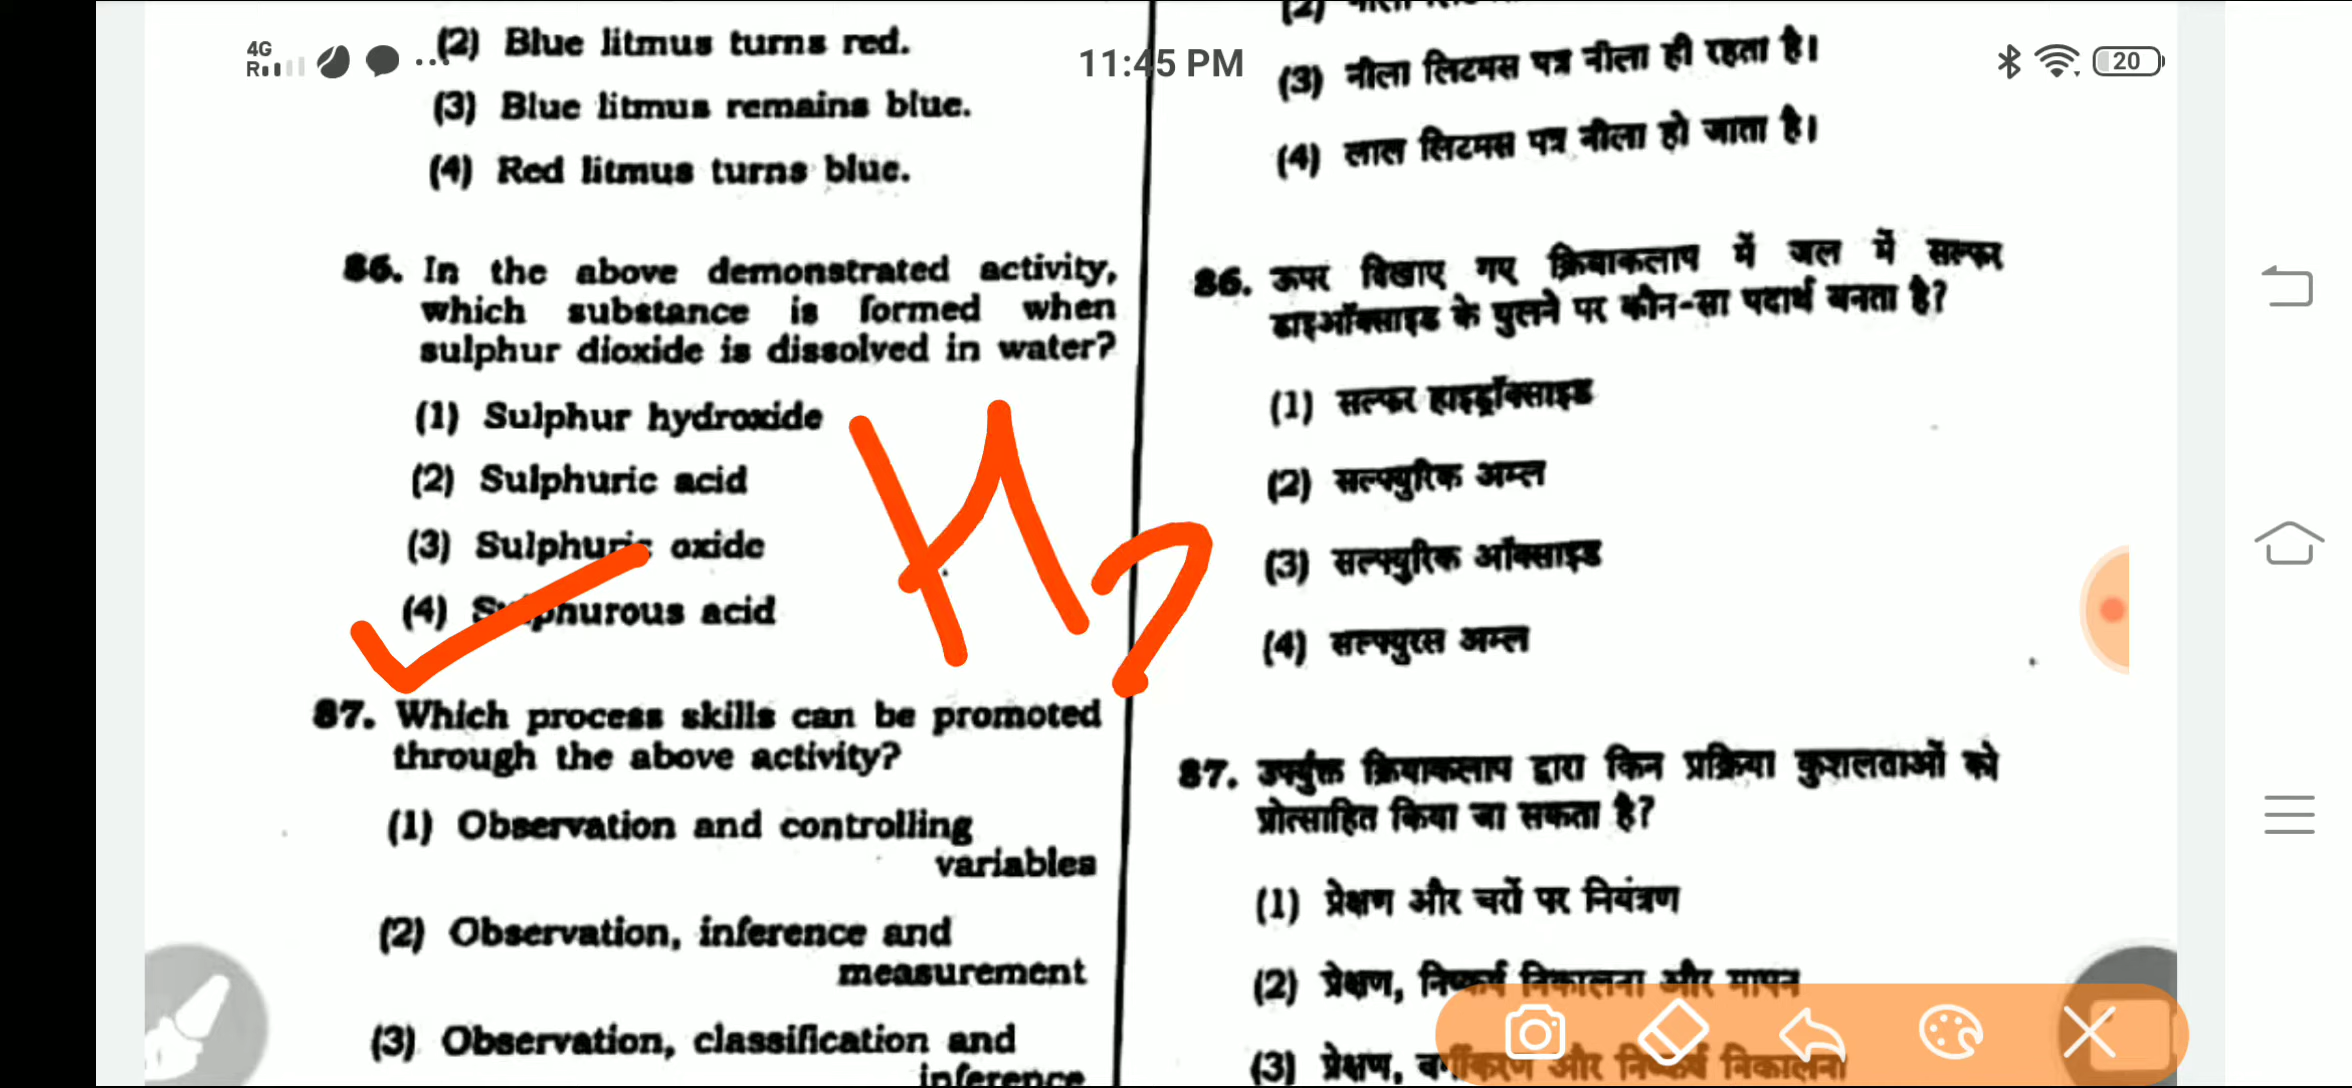 4G
R
11:45 PM
20
(2) Blue litmus turns red.
(3) Blue litmus remains blue.
(4) Red litmus turns blue.
86. In the above demonstrated activity,
which substance is formed when
sulphur dioxide is dissolved in water?
(1) Sulphur hydroxide
(2) Sulphuric acid
(3) Sulphuric oxide
(4) Sulphurous acid
H2
87. Which process skills can be promoted
through the above activity?
(1) Observation and controlling
variables
(2) Observation, inference and
measurement
(3) Observation, classification and
inference
(2)
(3) नीला लिटमस पत्र नीला ही रहता है।
(4) लाल लिटमस पत्र नीला हो जाता है।
86. ऊपर दिखाए गए क्रियाकलाप में जल में सल्फर
डाइऑक्साइड के घुलने पर कौन-सा पदार्थ बनता है?
(1) सल्फर हाइड्रॉक्साइड
(2) सल्फ्युरिक अम्ल
(3) सल्फ्युरिक ऑक्साइड
(4) सल्फ्युरस अम्ल
87. उपर्युक्त क्रियाकलाप द्वारा किन प्रक्रिया कुशलताओं को
प्रोत्साहित किया जा सकता है?
(1) प्रेक्षण और चरों पर नियंत्रण
(2) प्रेक्षण, निष्कर्ष निकालना और मापन
(3) प्रेक्षण, वर्गीकरण और निष्कर्ष निकालना